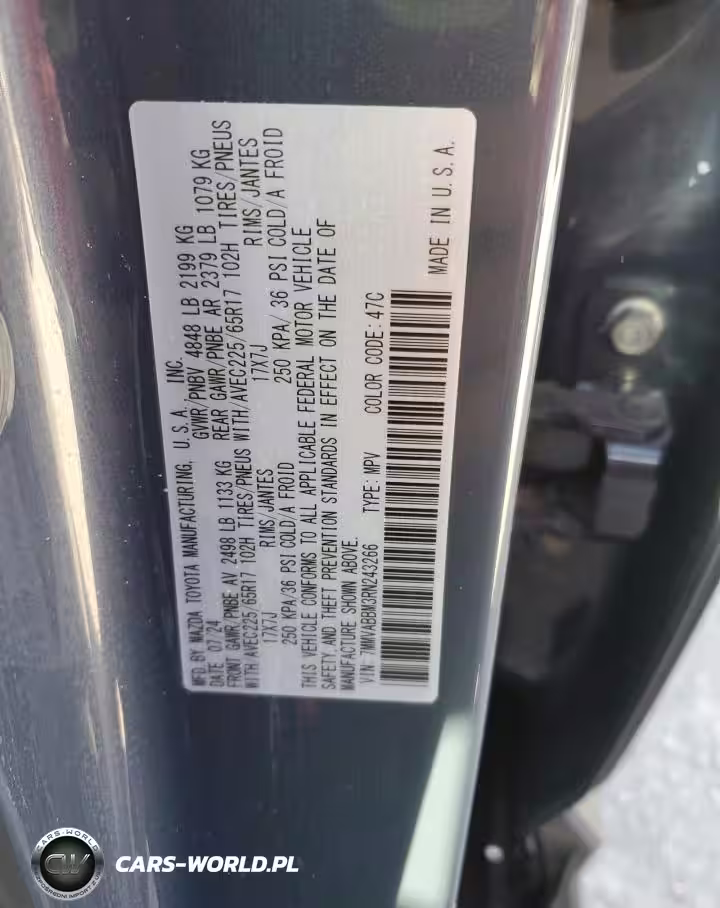 MFD.BY MAZDA TOYOTA MANUFACTURING, U.S.A. INC.
DATE 07/24 GVWR/PNBV 4848 LB 2199 KG
FRONT GAWR/PNBE AV 2498 LB 1133 KG REAR GAWR/PNBE AR 2379 LB 1079 KG
WITH/AVEC225/65R17 102H TIRES/PNEUS WITH/AVEC225/65R17 102H TIRES/PNEUS
17X7J RIMS/JANTES 17X7J RIMS/JANTES
250 KPA/36 PSI COLD/A FROID 250 KPA/ 36 PSI COLD/A FROID
THIS VEHICLE CONFORMS TO ALL APPLICABLE FEDERAL MOTOR VEHICLE
SAFETY AND THEFT PREVENTION STANDARDS IN EFFECT ON THE DATE OF
MANUFACTURE SHOWN ABOVE.
VIN:7MMVABBM3RN243266 TYPE: MPV COLOR CODE: 47C
MADE IN U.S.A.
CARS-WORLD
CW
CARS-WORLD.PL